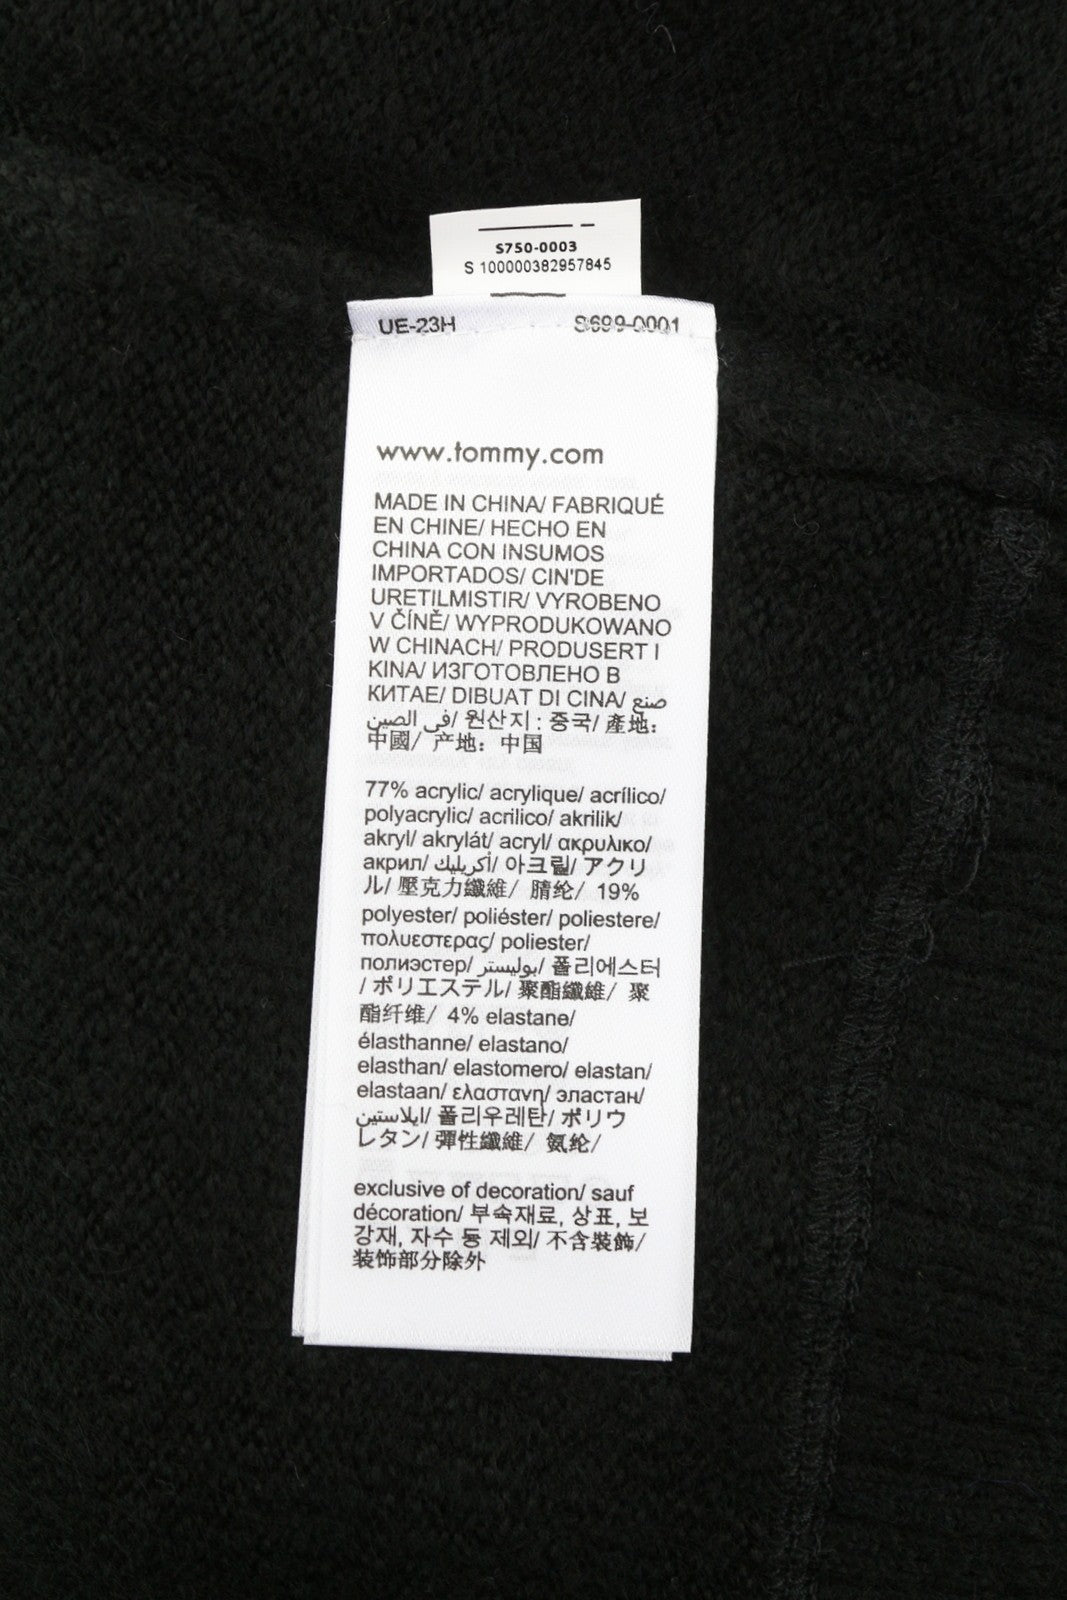 S750-0003
S 100000382957845
UE-23H S699-0001
www.tommy.com
MADE IN CHINA/ FABRIQUÉ
EN CHINE/ HECHO EN
CHINA CON INSUMOS
IMPORTADOS/ CIN'DE
URETILMISTIR/ VYROBENO
V ČÍNĚ/ WYPRODUKOWANO
W CHINACH/ PRODUSERT I
KINA/ ИЗГОТОВЛЕНО В
КИТАЕ/ DIBUAT DI CINA/ صنع
في الصين/ 원산지 : 중국/ 產地：
中國/ 产地：中国
77% acrylic/ acrylique/ acrílico/
polyacrylic/ acrilico/ akrilik/
akryl/ akrylát/ acryl/ ακρυλικο/
акрил/ أكريليك/ 아크릴/ アクリ
ル/ 壓克力纖維/ 腈纶/ 19%
polyester/ poliéster/ poliestere/
πολυεστερας/ poliester/
полиэстер/ بوليستر/ 폴리에스터
/ ポリエステル/ 聚酯纖維/ 聚
酯纤维/ 4% elastane/
élasthanne/ elastano/
elasthan/ elastomero/ elastan/
elastaan/ ελαστανη/ эластан/
ايلاستين/ 폴리우레탄/ ポリウ
レタン/ 彈性纖維/ 氨纶/
exclusive of decoration/ sauf
décoration/ 부속재료, 상표, 보
강재, 자수 등 제외/ 不含裝飾/
装饰部分除外